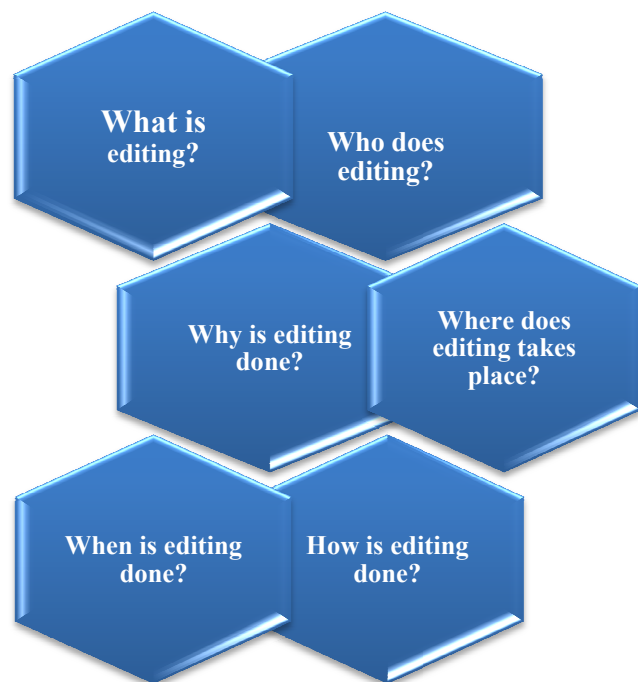 What is
editing?
Who does
editing?
Why is editing
done?
Where does
editing takes
place?
When is editing
done?
How is editing
done?